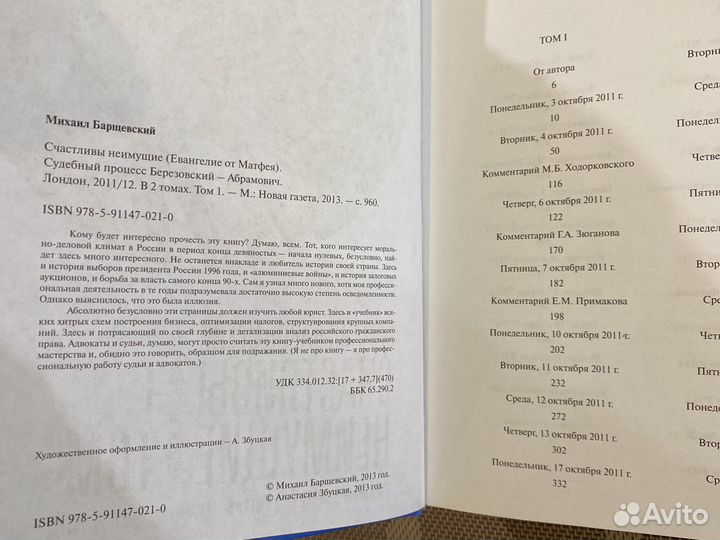 Михаил Барщевский
Счастливы неимущие (Евангелие от Матфея).
Судебный процесс Березовский – Абрамович.
Лондон, 2011/12. В 2 томах. Том 1. — М.: Новая газета, 2013. – с. 960.
ISBN 978-5-91147-021-0
Кому будет интересно прочесть эту книгу? Думаю, всем. Тот, кого интересует мораль-
но-деловой климат в России в период конца девяностых – начала нулевых, безусловно, най-
дет здесь много интересного. Не останется внакладе и любитель истории своей страны. Здесь
и история выборов президента России 1996 года, и «алюминиевые войны», и история залоговых
аукционов, и борьба за власть самого конца 90-х. Сам я узнал много нового, хотя моя профес-
сиональная деятельность в те годы подразумевала достаточно высокую степень осведомленности.
Однако выяснилось, что это была иллюзия.
Абсолютно безусловно эти страницы должен изучить любой юрист. Здесь и «учебник» вся-
ких хитрых схем построения бизнеса, оптимизации налогов, структурирования крупных компа-
ний. Здесь и потрясающий по своей глубине и детализации анализ российского гражданского
права. Адвокаты и судьи, думаю, могут просто считать эту книгу-учебником профессионального
мастерства и, обидно это говорить, образцом для подражания. (Я не про книгу – я про профес-
сиональную работу судьи и адвокатов.)
УДК 334.012.32:[17 + 347.7](470)
ББК 65.290.2
Художественное оформление и иллюстрации – А. Збуцкая
© Михаил Барщевский, 2013 год.
© Анастасия Збуцкая, 2013 год.
ISBN 978-5-91147-021-0
ТОМ I
От автора
6
Понедельник, 3 октября 2011 г.
10
Вторник, 4 октября 2011 г.
50
Комментарий М.Б. Ходорковского
116
Четверг, 6 октября 2011 г.
122
Комментарий Г.А. Зюганова
170
Пятница, 7 октября 2011 г.
182
Комментарий Е.М. Примакова
198
Понедельник, 10 октября 2011 г.
202
Вторник, 11 октября 2011 г.
232
Среда, 12 октября 2011 г.
272
Четверг, 13 октября 2011 г.
302
Понедельник, 17 октября 2011 г.
332
Вторни
Среда,
Понедель
Четве
Пятни
Поне
Втор
Сре
Че
Пят
Поне
Вт
С
Avito